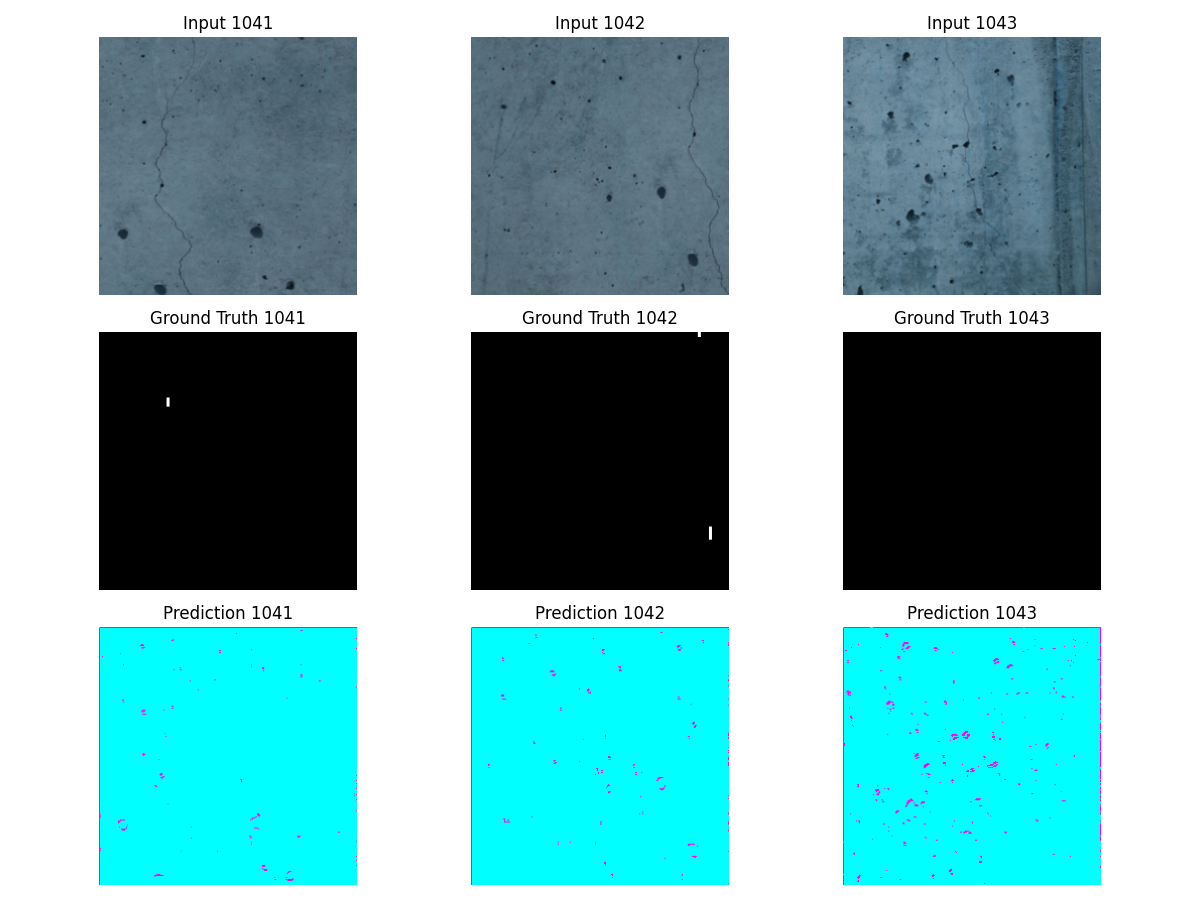 Input 1041
Input 1042
Input 1043
Ground Truth 1041
Ground Truth 1042
Ground Truth 1043
Prediction 1041
Prediction 1042
Prediction 1043